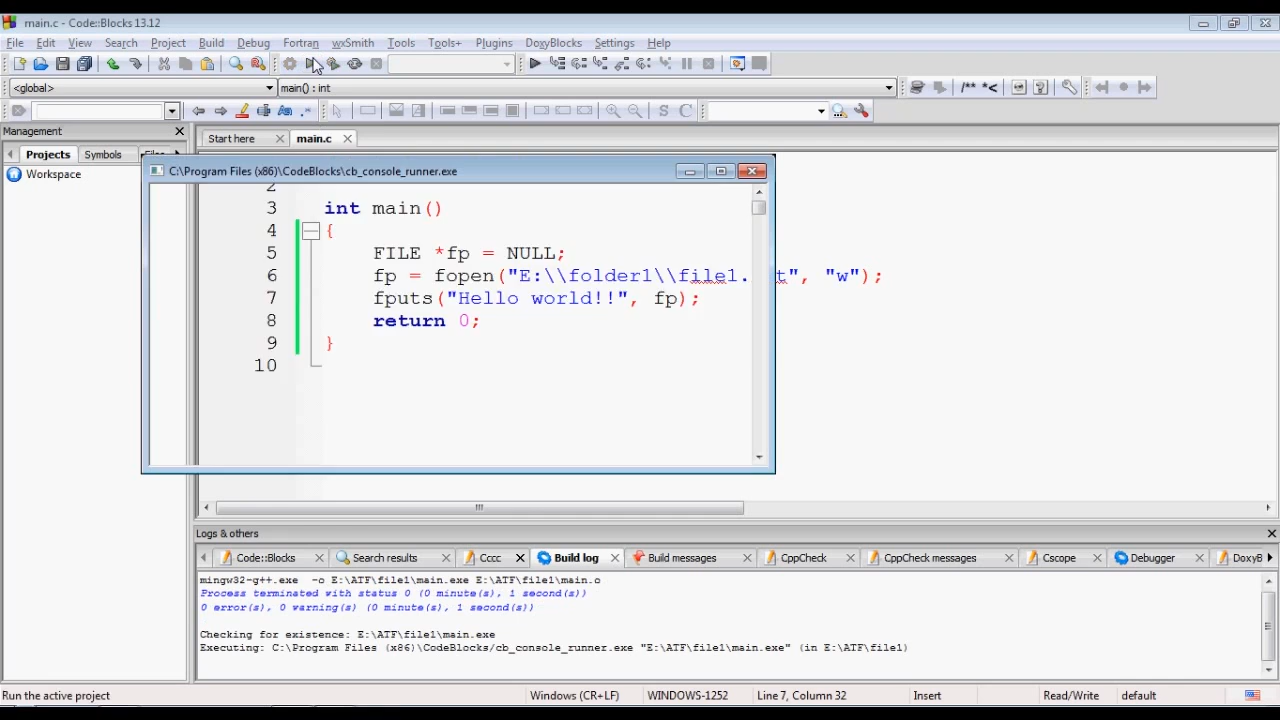 main.c - Code::Blocks 13.12
File Edit View Search Project Build Debug Fortran wxSmith Tools Tools+ Plugins DoxyBlocks Settings Help
<global> main() : int /** *<
S C
Management
Start here main.c
Projects Symbols Files
Workspace
C:\Program Files (x86)\CodeBlocks\cb_console_runner.exe
2
3 int main()
4 {
5 FILE *fp = NULL;
6 fp = fopen("E:\\folder1\\file1. t", "w");
7 fputs("Hello world!!", fp);
8 return 0;
9 }
10
Logs & others
Code::Blocks Search results Cccc Build log Build messages CppCheck CppCheck messages Cscope Debugger DoxyB
mingw32-g++.exe -o E:\ATF\file1\main.exe E:\ATF\file1\main.o
Process terminated with status 0 (0 minute(s), 1 second(s))
0 error(s), 0 warning(s) (0 minute(s), 1 second(s))
Checking for existence: E:\ATF\file1\main.exe
Executing: C:\Program Files (x86)\CodeBlocks/cb_console_runner.exe "E:\ATF\file1\main.exe" (in E:\ATF\file1)
Run the active project Windows (CR+LF) WINDOWS-1252 Line 7, Column 32 Insert Read/Write default